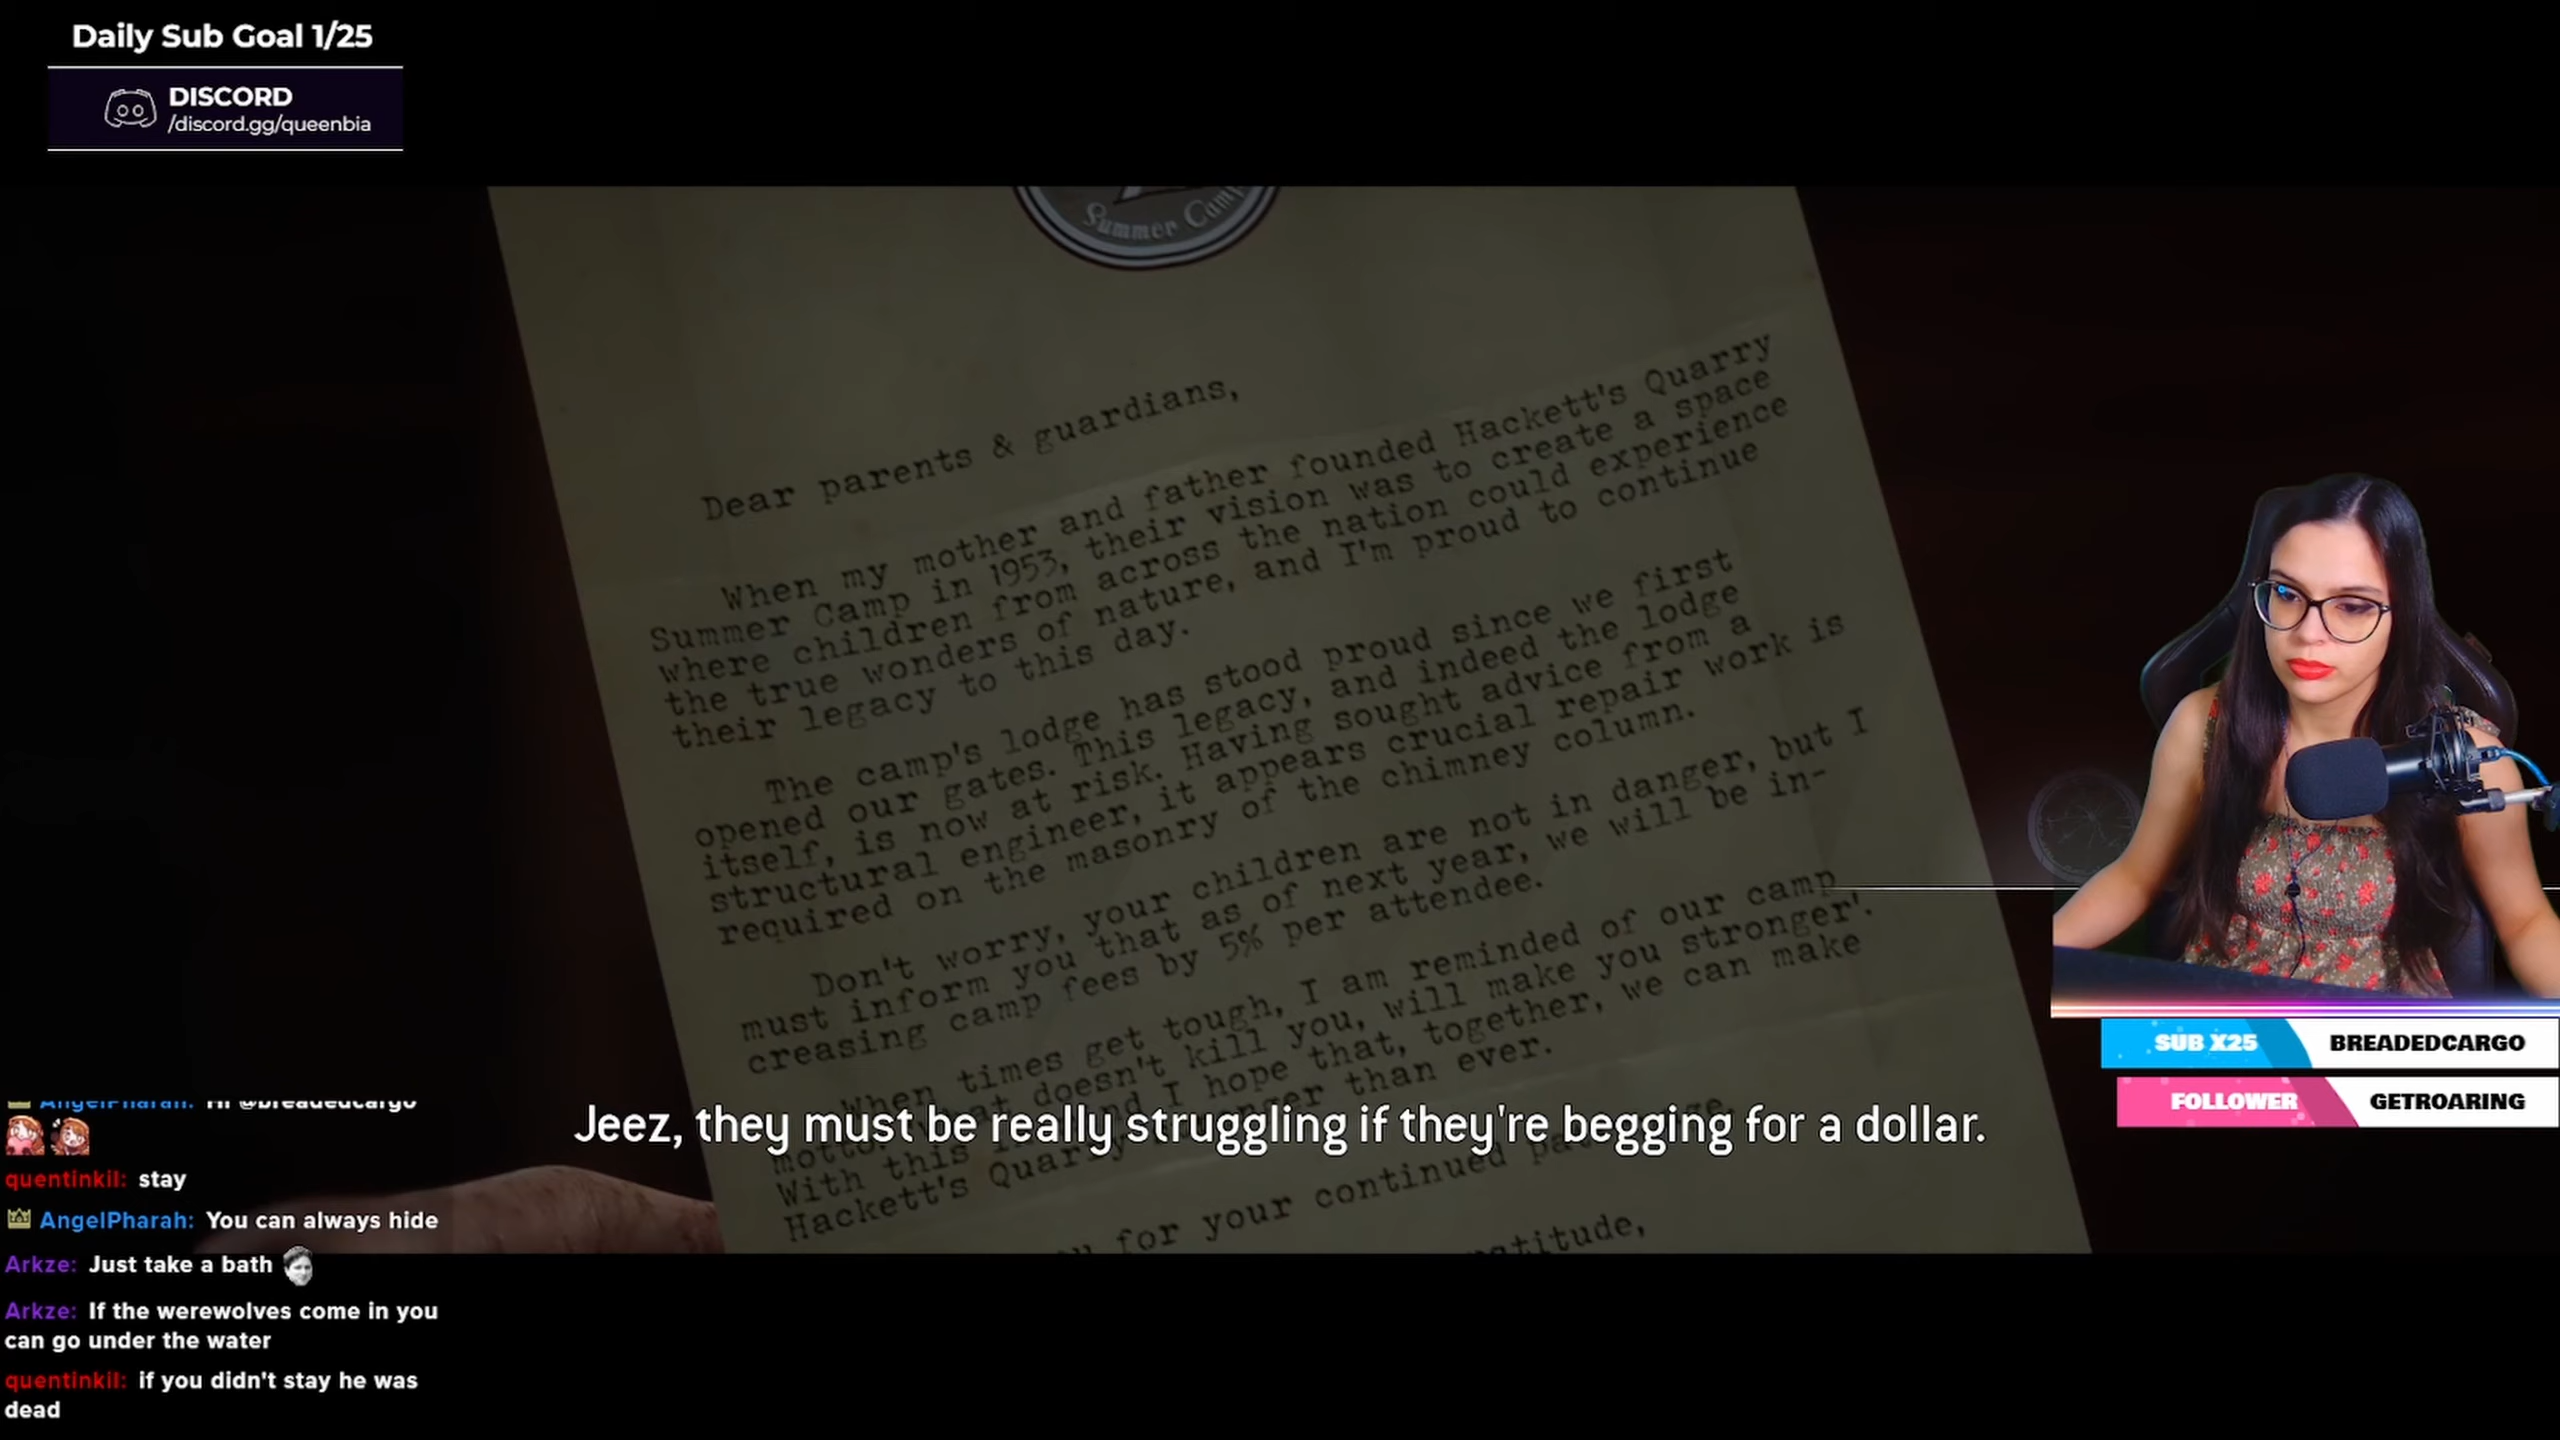 Daily Sub Goal 1/25
DISCORD
/discord.gg/queenbia
Summer Camp
Dear parents & guardians,
When my mother and father founded Hackett's Quarry
Summer Camp in 1953, their vision was to create a space
where children from across the nation could experience
the true wonders of nature, and I'm proud to continue
their legacy to this day.
The camp's lodge has stood proud since we first
opened our gates. This legacy, and indeed the lodge
itself, is now at risk. Having sought advice from a
structural engineer, it appears crucial repair work is
required on the masonry of the chimney column.
Don't worry, your children are not in danger, but I
must inform you that as of next year, we will be in-
creasing camp fees by 5% per attendee.
When times get tough, I am reminded of our camp
motto: what doesn't kill you, will make you stronger'.
With this I hope that, together, we can make
Hackett's Quarry stronger than ever.
for your continued
Jeez, they must be really struggling if they're begging for a dollar.
SUB X25 BREADEDCARGO
FOLLOWER GETROARING
AngelPharah: Hi @breadedcargo
quentinkil: stay
AngelPharah: You can always hide
Arkze: Just take a bath
Arkze: If the werewolves come in you
can go under the water
quentinkil: if you didn't stay he was
dead